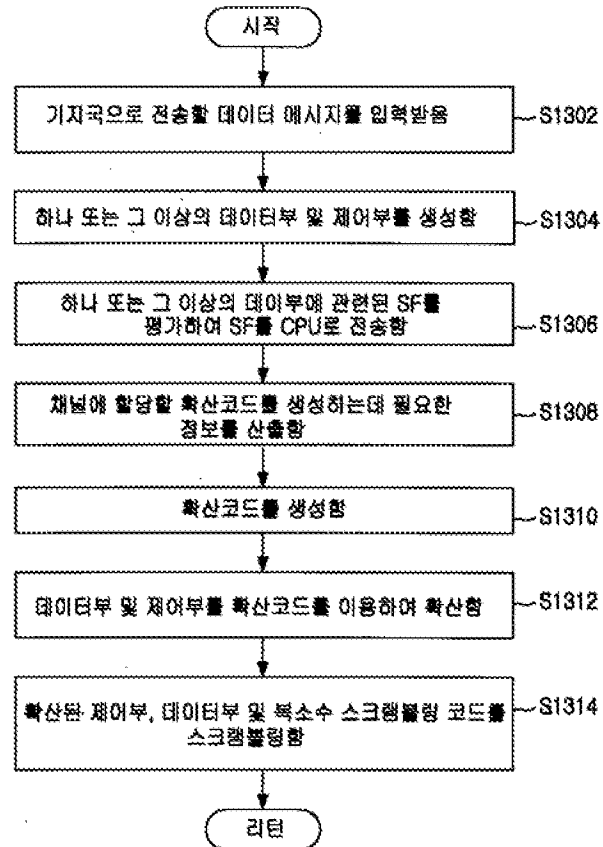 시작
기지국으로 전송할 데이터 메시지를 입력받음
S1302
하나 또는 그 이상의 데이터부 및 제어부를 생성함
S1304
하나 또는 그 이상의 데이부에 관련된 SF를
평가하여 SF를 CPU로 전송함
S1306
채널에 할당할 확산코드를 생성하는데 필요한
정보를 산출함
S1308
확산코드를 생성함
S1310
데이터부 및 제어부를 확산코드를 이용하여 확산함
S1312
확산된 제어부, 데이터부 및 복소수 스크램블링 코드를
스크램블링함
S1314
리턴